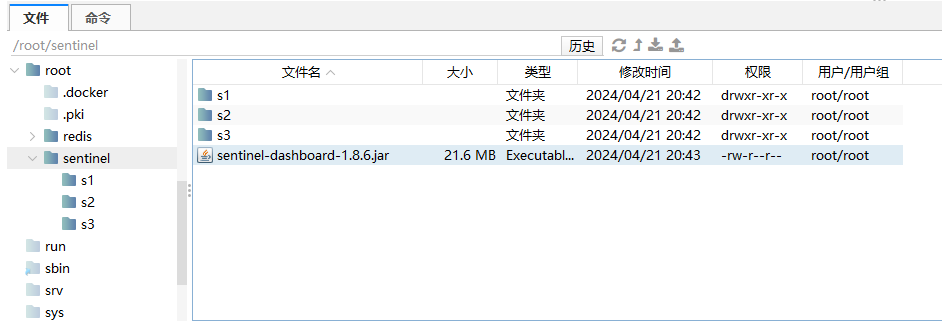 文件 命令
/root/sentinel 历史
root
.docker
.pki
redis
sentinel
s1
s2
s3
run
sbin
srv
sys
文件名 大小 类型 修改时间 权限 用户/用户组
s1 文件夹 2024/04/21 20:42 drwxr-xr-x root/root
s2 文件夹 2024/04/21 20:42 drwxr-xr-x root/root
s3 文件夹 2024/04/21 20:42 drwxr-xr-x root/root
sentinel-dashboard-1.8.6.jar 21.6 MB Executabl... 2024/04/21 20:43 -rw-r--r-- root/root